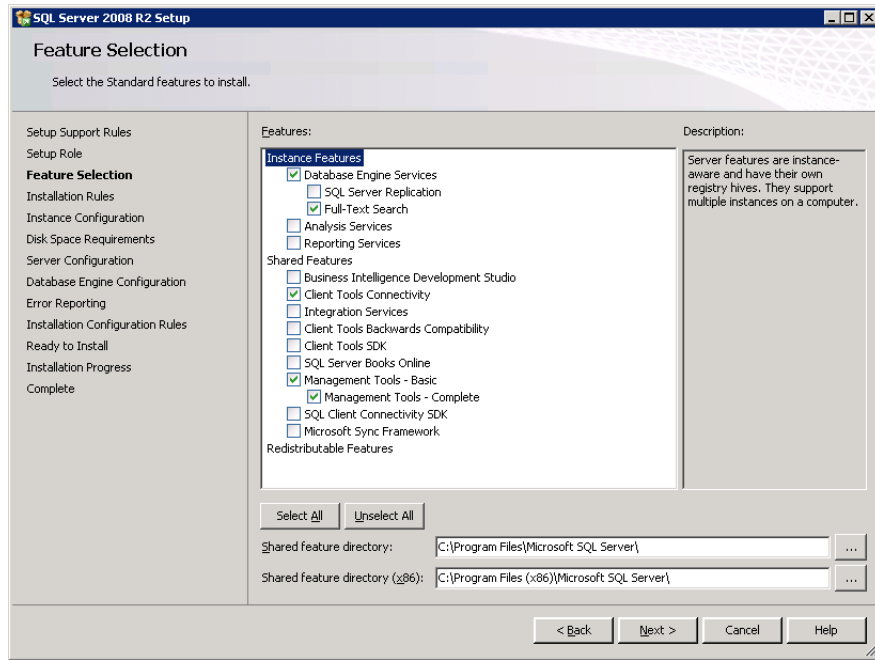 SQL Server 2008 R2 Setup
Feature Selection
Select the Standard features to install.
Setup Support Rules
Setup Role
Feature Selection
Installation Rules
Instance Configuration
Disk Space Requirements
Server Configuration
Database Engine Configuration
Error Reporting
Installation Configuration Rules
Ready to Install
Installation Progress
Complete
Features:
Instance Features
Database Engine Services
SQL Server Replication
Full-Text Search
Analysis Services
Reporting Services
Shared Features
Business Intelligence Development Studio
Client Tools Connectivity
Integration Services
Client Tools Backwards Compatibility
Client Tools SDK
SQL Server Books Online
Management Tools - Basic
Management Tools - Complete
SQL Client Connectivity SDK
Microsoft Sync Framework
Redistributable Features
Description:
Server features are instance-
aware and have their own
registry hives. They support
multiple instances on a computer.
Select All
Unselect All
Shared feature directory:
C:\Program Files\Microsoft SQL Server\
...
Shared feature directory (x86):
C:\Program Files (x86)\Microsoft SQL Server\
...
< Back
Next >
Cancel
Help